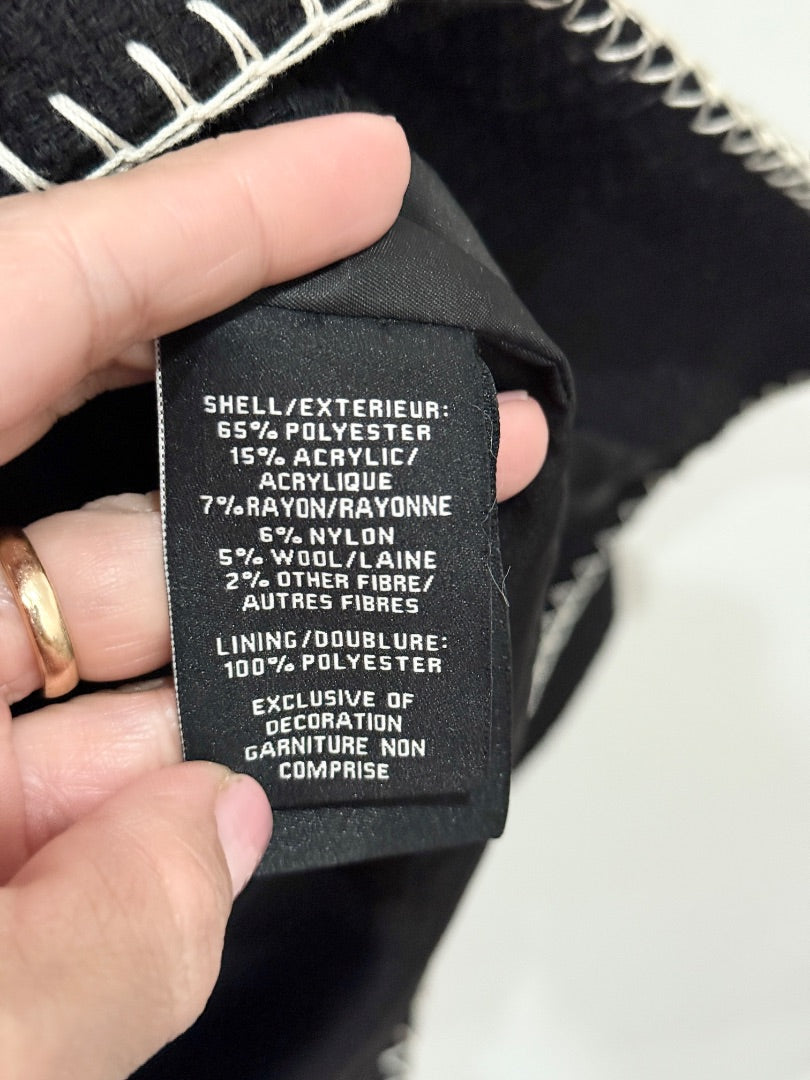 SHELL/EXTERIEUR:
65% POLYESTER
15% ACRYLIC/
ACRYLIQUE
7% RAYON/RAYONNE
6% NYLON
5% WOOL/LAINE
2% OTHER FIBRE/
AUTRES FIBRES
LINING/DOUBLURE:
100% POLYESTER
EXCLUSIVE OF
DECORATION
GARNITURE NON
COMPRISE